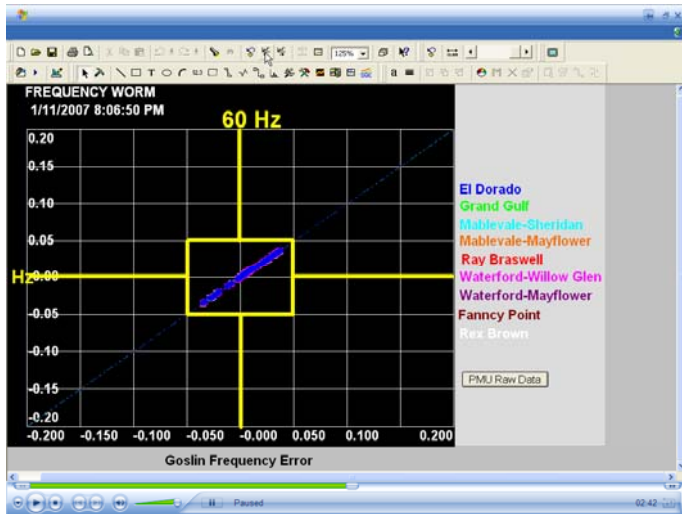 125%
FREQUENCY WORM
1/11/2007 8:06:50 PM
60 Hz
0.20
0.15
0.10
0.05
Hz 0.00
-0.05
-0.10
-0.15
-0.20
-0.200 -0.150 -0.100 -0.050 -0.000 0.050 0.100 0.200
Goslin Frequency Error
El Dorado
Grand Gulf
Mablevale-Sheridan
Mablevale-Mayflower
Ray Braswell
Waterford-Willow Glen
Waterford-Mayflower
Fanncy Point
Rex Brown
PMU Raw Data
Paused
02:42